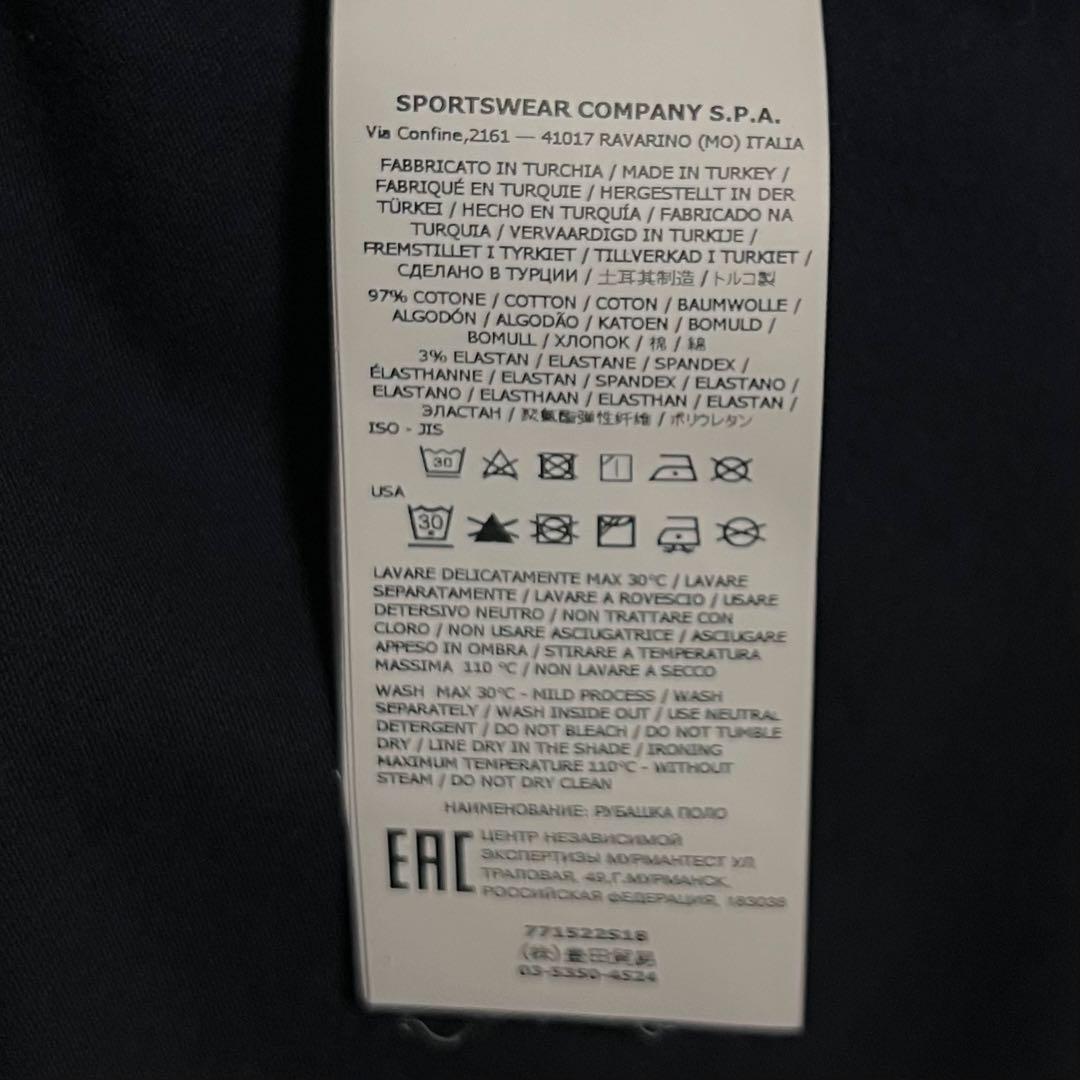 SPORTSWEAR COMPANY S.P.A.
Via Confine,2161 — 41017 RAVARINO (MO) ITALIA
FABBRICATO IN TURCHIA / MADE IN TURKEY /
FABRIQUÉ EN TURQUIE / HERGESTELLT IN DER
TÜRKEI / HECHO EN TURQUÍA / FABRICADO NA
TURQUIA / VERVAARDIGD IN TURKIJE /
FREMSTILLET I TYRKIET / TILLVERKAD I TURKIET /
СДЕЛАНО В ТУРЦИИ / 土耳其制造 / トルコ製
97% COTONE / COTTON / COTON / BAUMWOLLE /
ALGODÓN / ALGODÃO / KATOEN / BOMULD /
BOMULL / ХЛОПОК / 棉 / 綿
3% ELASTAN / ELASTANE / SPANDEX /
ÉLASTHANNE / ELASTAN / SPANDEX / ELASTANO /
ELASTANO / ELASTHAAN / ELASTHAN / ELASTAN /
ЭЛАСТАН / 聚氨酯弹性纤维 / ポリウレタン
ISO - JIS
30
USA
30
LAVARE DELICATAMENTE MAX 30°C / LAVARE
SEPARATAMENTE / LAVARE A ROVESCIO / USARE
DETERSIVO NEUTRO / NON TRATTARE CON
CLORO / NON USARE ASCIUGATRICE / ASCIUGARE
APPESO IN OMBRA / STIRARE A TEMPERATURA
MASSIMA 110 °C / NON LAVARE A SECCO
WASH MAX 30°C - MILD PROCESS / WASH
SEPARATELY / WASH INSIDE OUT / USE NEUTRAL
DETERGENT / DO NOT BLEACH / DO NOT TUMBLE
DRY / LINE DRY IN THE SHADE / IRONING
MAXIMUM TEMPERATURE 110°C - WITHOUT
STEAM / DO NOT DRY CLEAN
НАИМЕНОВАНИЕ: РУБАШКА ПОЛО
EAC
ЦЕНТР НЕЗАВИСИМОЙ
ЭКСПЕРТИЗЫ МУРМАНТЕСТ УЛ
ТРАЛОВАЯ, 49,Г.МУРМАНСК,
РОССИЙСКАЯ ФЕДЕРАЦИЯ, 183038
771522S18
(株)豊田貿易
03-5350-4524